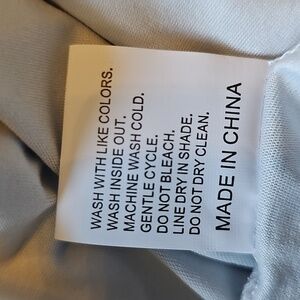 WASH WITH LIKE COLORS.
WASH INSIDE OUT.
MACHINE WASH COLD.
GENTLE CYCLE.
DO NOT BLEACH.
LINE DRY IN SHADE.
DO NOT DRY CLEAN.
MADE IN CHINA